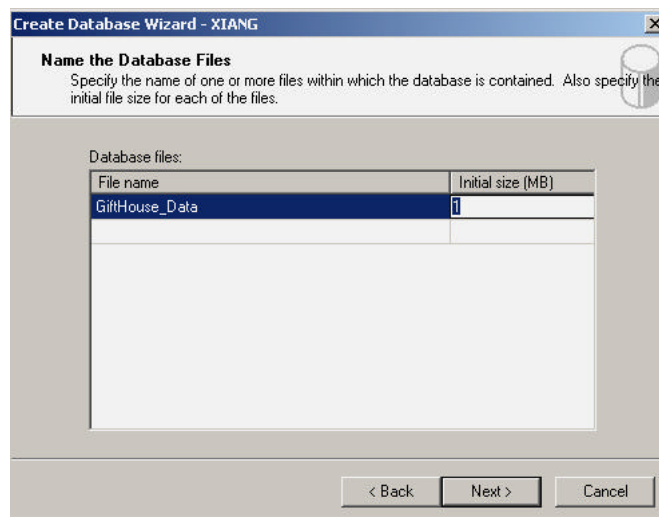 Create Database Wizard - XIANG
Name the Database Files
Specify the name of one or more files within which the database is contained. Also specify the
initial file size for each of the files.
Database files:
File name Initial size (MB)
GiftHouse_Data 1
< Back Next > Cancel